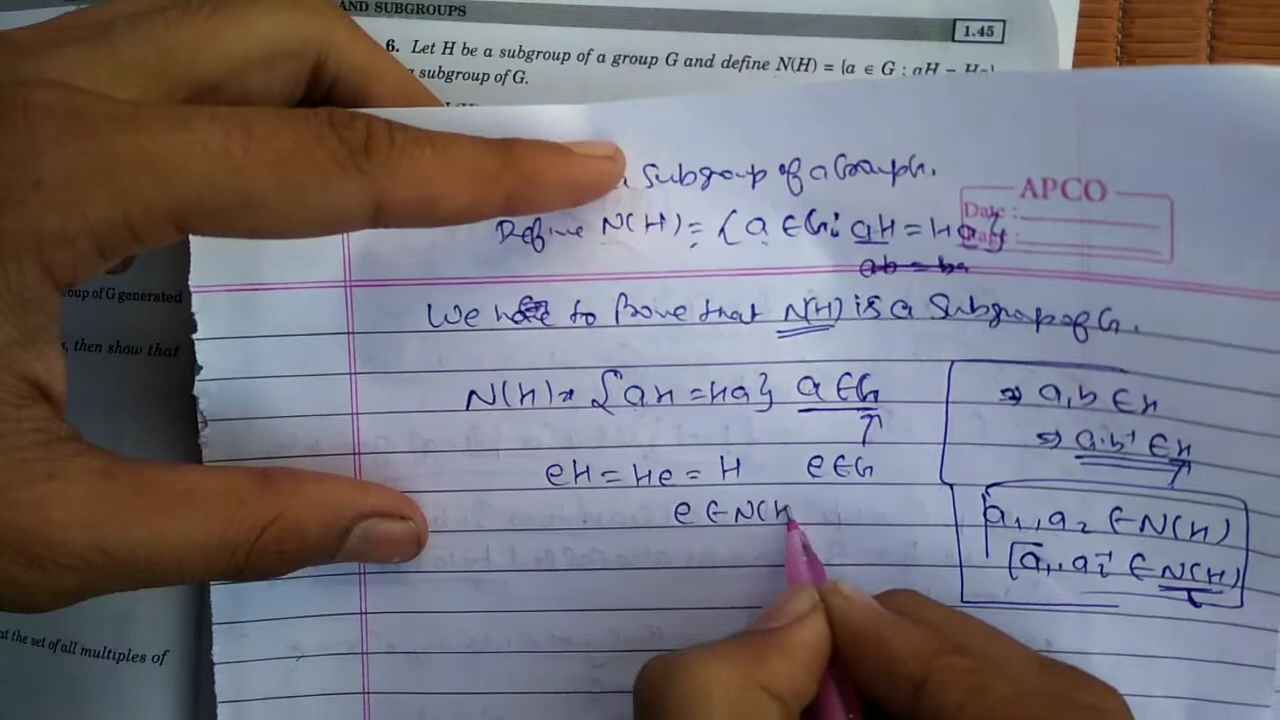 AND SUBGROUPS
1.45
6. Let H be a subgroup of a group G and define N(H) = {a ∈ G : aH = Ha}
subgroup of G.
a Subgroup of a Group G.
APCO
Date :
Define N(H) = { a ∈ G : aH = Ha }
ab = ba
oup of G generated
We have to Prove that N(H) is a Subgroup of G.
, then show that
N(H) = { aH = Ha } a ∈ G
⇒ a, b ∈ H
⇒ a.b⁻¹ ∈ H
eH = He = H e ∈ G
e ∈ N(H
a₁, a₂ ∈ N(H)
a₁. a₂⁻¹ ∈ N(H)
at the set of all multiples of